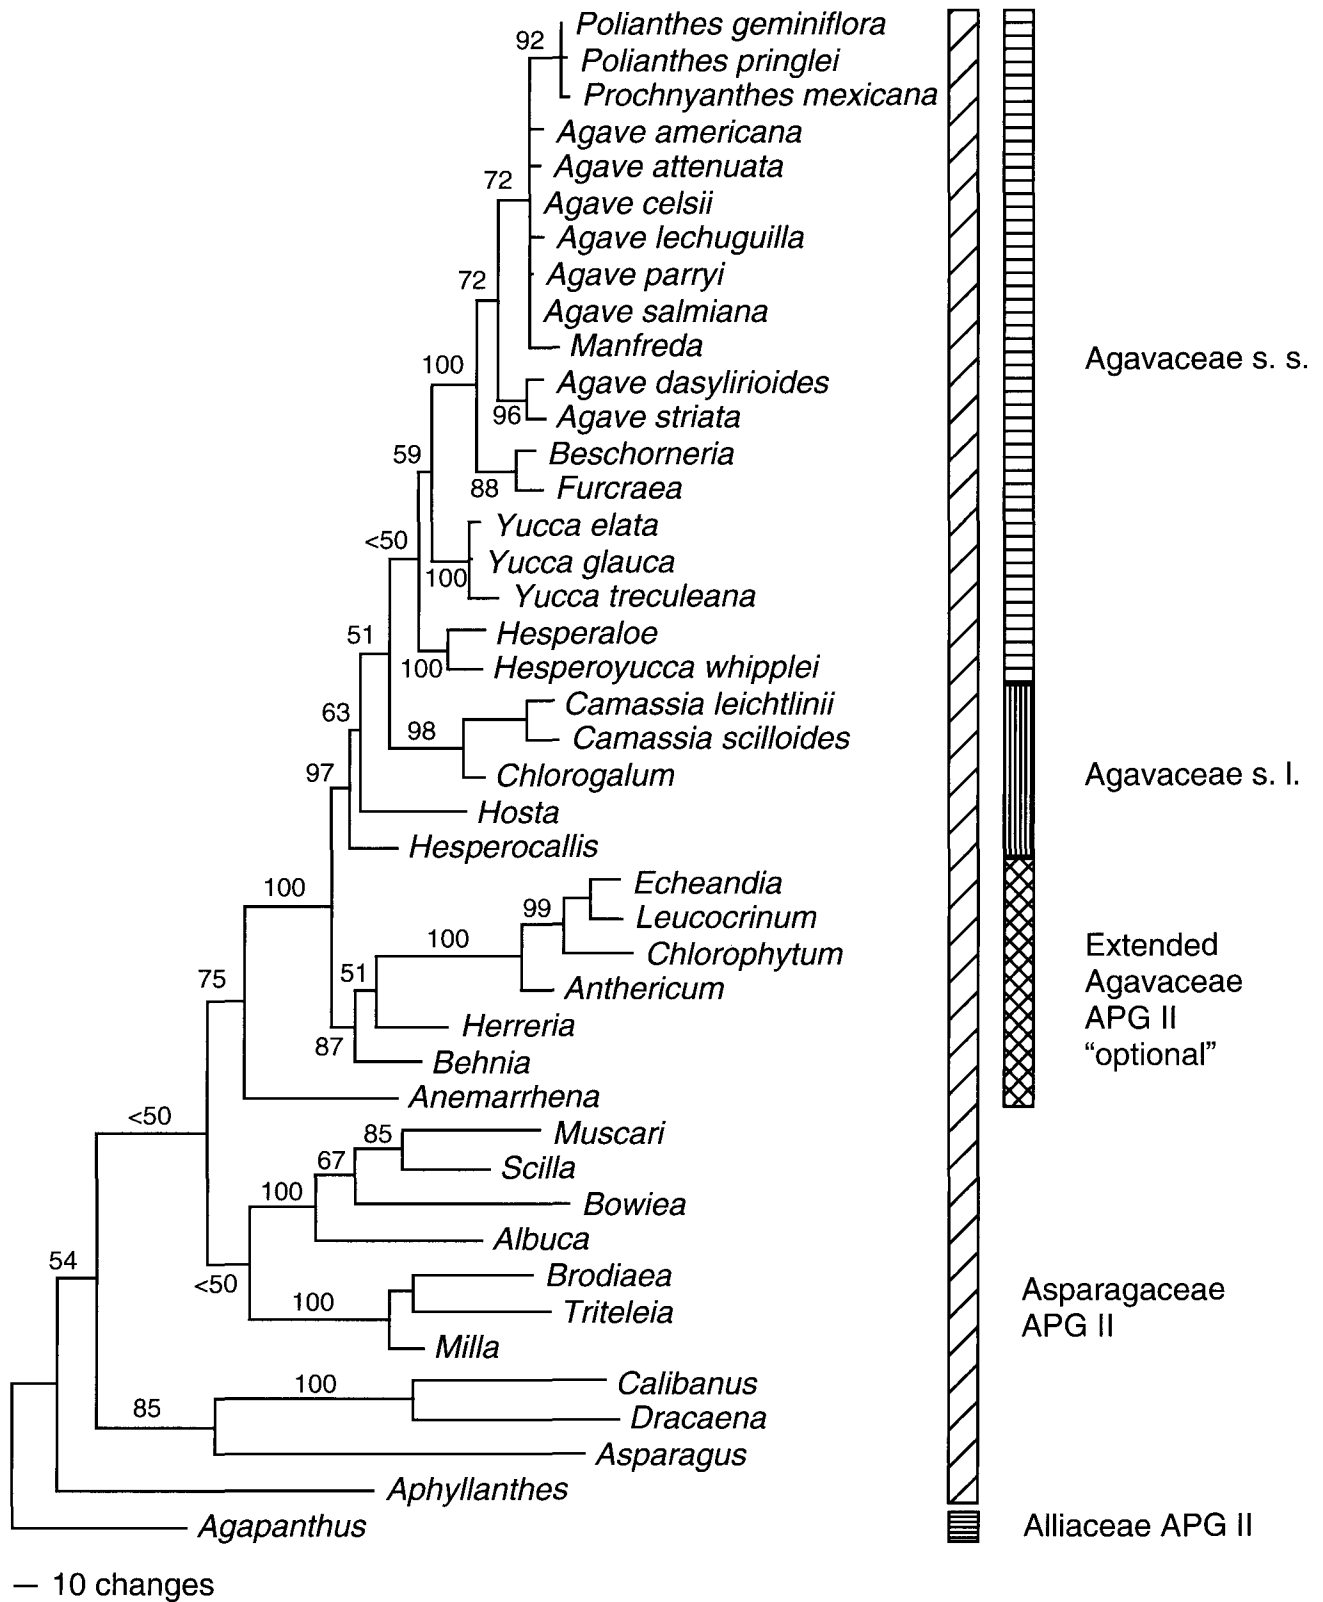 92
Polianthes geminiflora
Polianthes pringlei
Prochnyanthes mexicana
Agave americana
Agave attenuata
72
Agave celsii
Agave lechuguilla
72
Agave parryi
Agave salmiana
Manfreda
100
Agave dasylirioides
96
Agave striata
59
Beschorneria
88
Furcraea
<50
Yucca elata
Yucca glauca
100
Yucca treculeana
51
Hesperaloe
100
Hesperoyucca whipplei
63
Camassia leichtlinii
98
Camassia scilloides
97
Chlorogalum
Hosta
Hesperocallis
100
Echeandia
99
Leucocrinum
100
Chlorophytum
75
51
Anthericum
Herreria
87
Behnia
Anemarrhena
<50
85
Muscari
67
Scilla
100
Bowiea
Albuca
54
<50
Brodiaea
100
Triteleia
Milla
100
Calibanus
85
Dracaena
Asparagus
Aphyllanthes
Agapanthus
10 changes
Agavaceae s. s.
Agavaceae s. l.
Extended
Agavaceae
APG II
“optional”
Asparagaceae
APG II
Alliaceae APG II